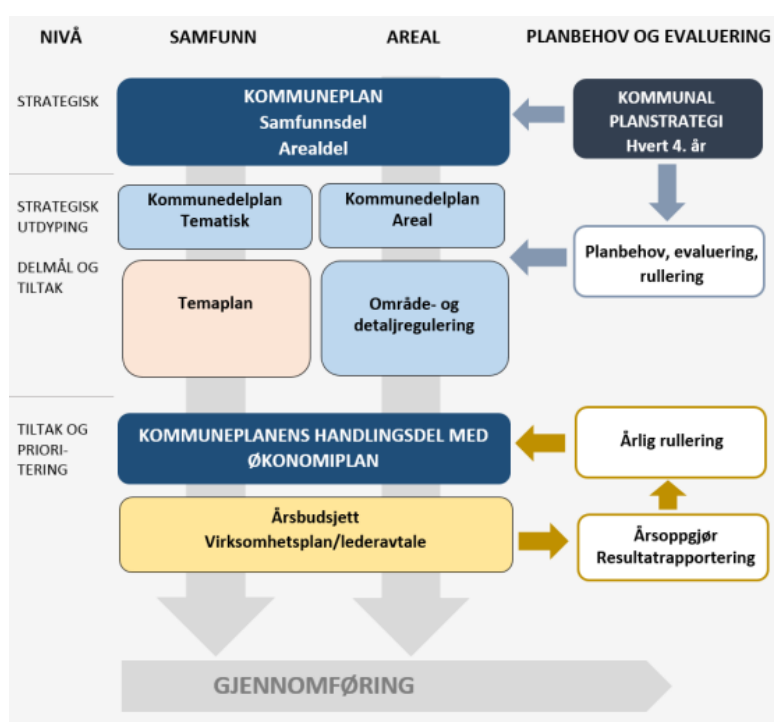 NIVÅ
SAMFUNN
AREAL
PLANBEHOV OG EVALUERING
STRATEGISK
KOMMUNEPLAN
Samfunnsdel
Arealdel
KOMMUNAL
PLANSTRATEGI
Hvert 4. år
STRATEGISK
UTDYPING
Kommunedelplan
Tematisk
Kommunedelplan
Areal
Planbehov, evaluering,
rullering
DELMÅL OG
TILTAK
Temaplan
Område- og
detaljregulering
TILTAK OG
PRIORI-
TERING
KOMMUNEPLANENS HANDLINGSDEL MED
ØKONOMIPLAN
Årlig rullering
Årsbudsjett
Virksomhetsplan/lederavtale
Årsoppgjør
Resultatrapportering
GJENNOMFØRING